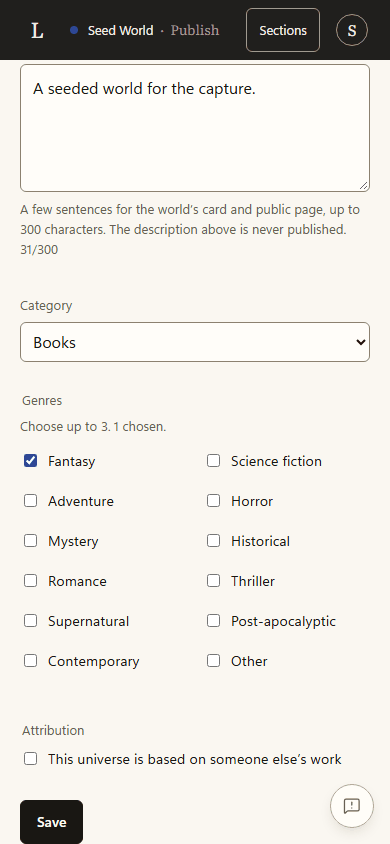 L
Seed World · Publish
Sections
S
A seeded world for the capture.
A few sentences for the world's card and public page, up to
300 characters. The description above is never published.
31/300
Category
Books
Genres
Choose up to 3. 1 chosen.
Fantasy
Science fiction
Adventure
Horror
Mystery
Historical
Romance
Thriller
Supernatural
Post-apocalyptic
Contemporary
Other
Attribution
This universe is based on someone else's work
Save